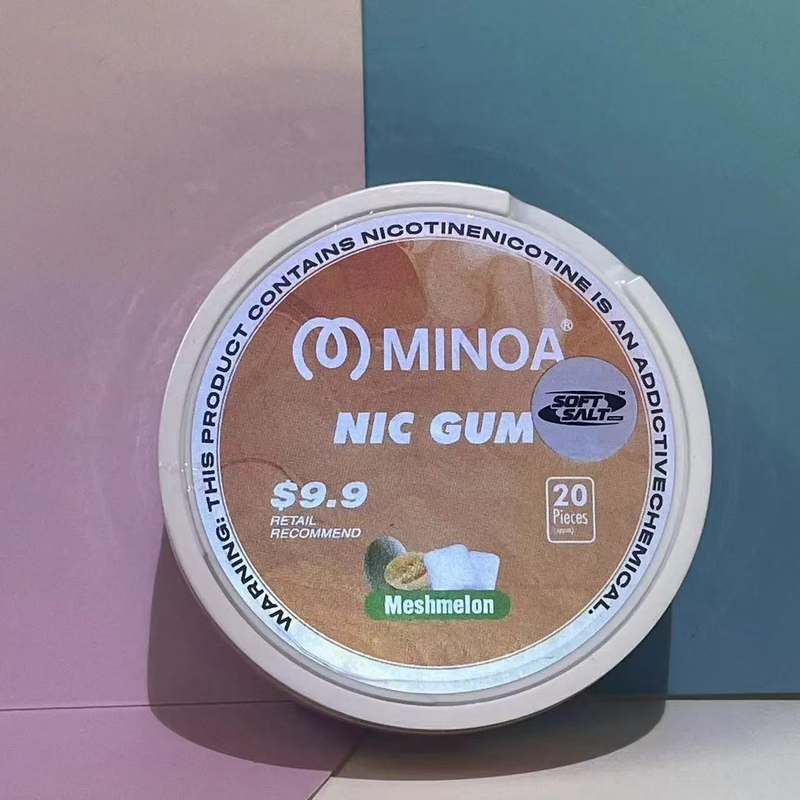 WARNING: THIS PRODUCT CONTAINS NICOTINENICOTINE IS AN ADDICTIVECHEMICAL.
MINOA®
SOFT
SALT
™
NIC GUM
$9.9
RETAIL
RECOMMEND
20
Pieces
Meshmelon